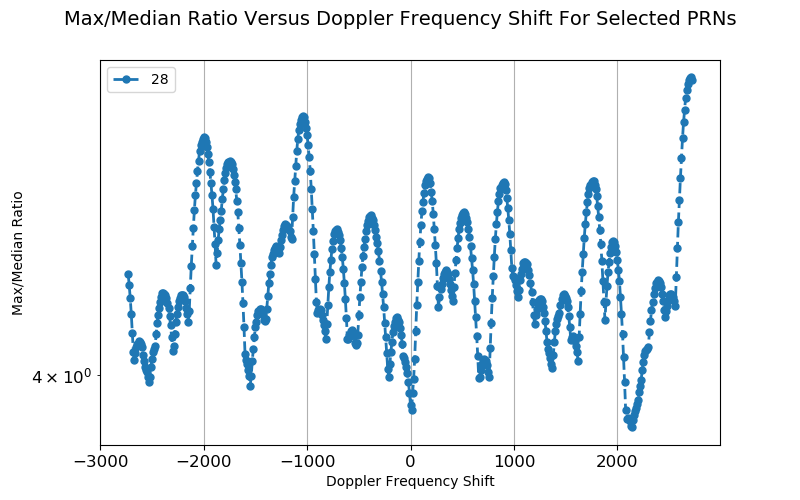 Max/Median Ratio Versus Doppler Frequency Shift For Selected PRNs
28
Max/Median Ratio
4 × 10⁰
−3000 −2000 −1000 0 1000 2000
Doppler Frequency Shift